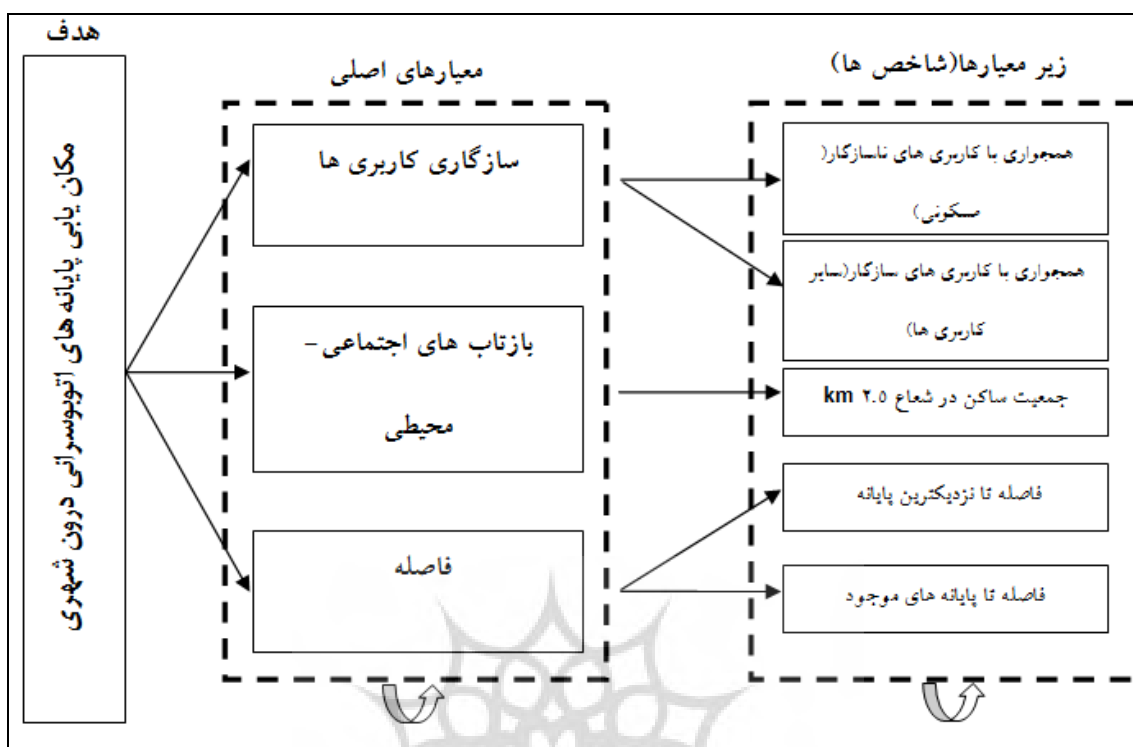 هدف
مکان یابی پایانه های اتوبوسرانی درون شهری
معیارهای اصلی
سازگاری کاربری ها
بازتاب های اجتماعی-
محیطی
فاصله
زیر معیارها(شاخص ها)
همجواری با کاربری های ناسازگار(
مسکونی)
همجواری با کاربری های سازگار(سایر
کاربری ها)
جمعیت ساکن در شعاع ۲.۵ km
فاصله تا نزدیکترین پایانه
فاصله تا پایانه های موجود